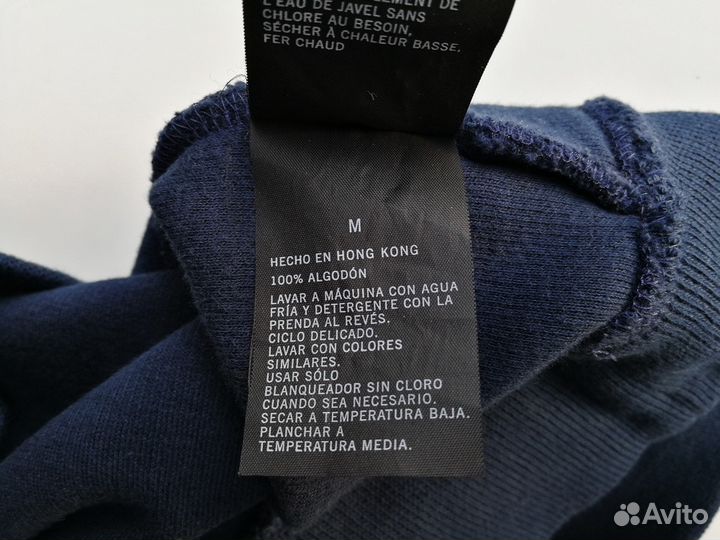 L'EAU DE JAVEL SANS
CHLORE AU BESOIN,
SÉCHER À CHALEUR BASSE.
FER CHAUD
M
HECHO EN HONG KONG
100% ALGODÓN
LAVAR A MÁQUINA CON AGUA
FRÍA Y DETERGENTE CON LA
PRENDA AL REVÉS.
CICLO DELICADO.
LAVAR CON COLORES
SIMILARES.
USAR SÓLO
BLANQUEADOR SIN CLORO
CUANDO SEA NECESARIO.
SECAR A TEMPERATURA BAJA.
PLANCHAR A
TEMPERATURA MEDIA.
Avito